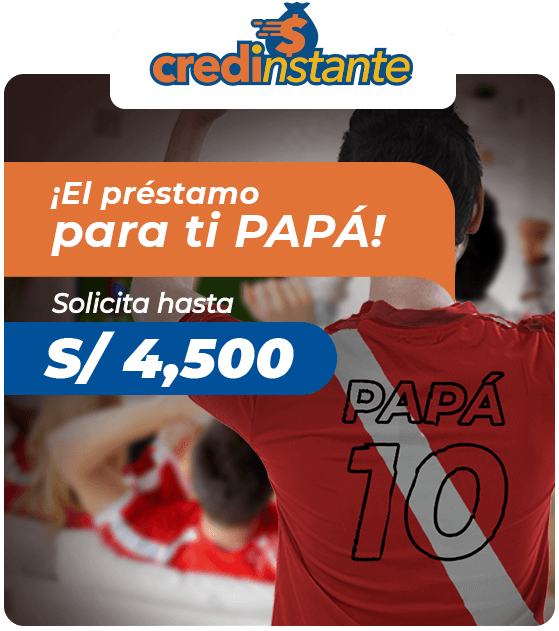 credinstante
¡El préstamo
para ti PAPÁ!
Solicita hasta
S/ 4,500
PAPÁ
10